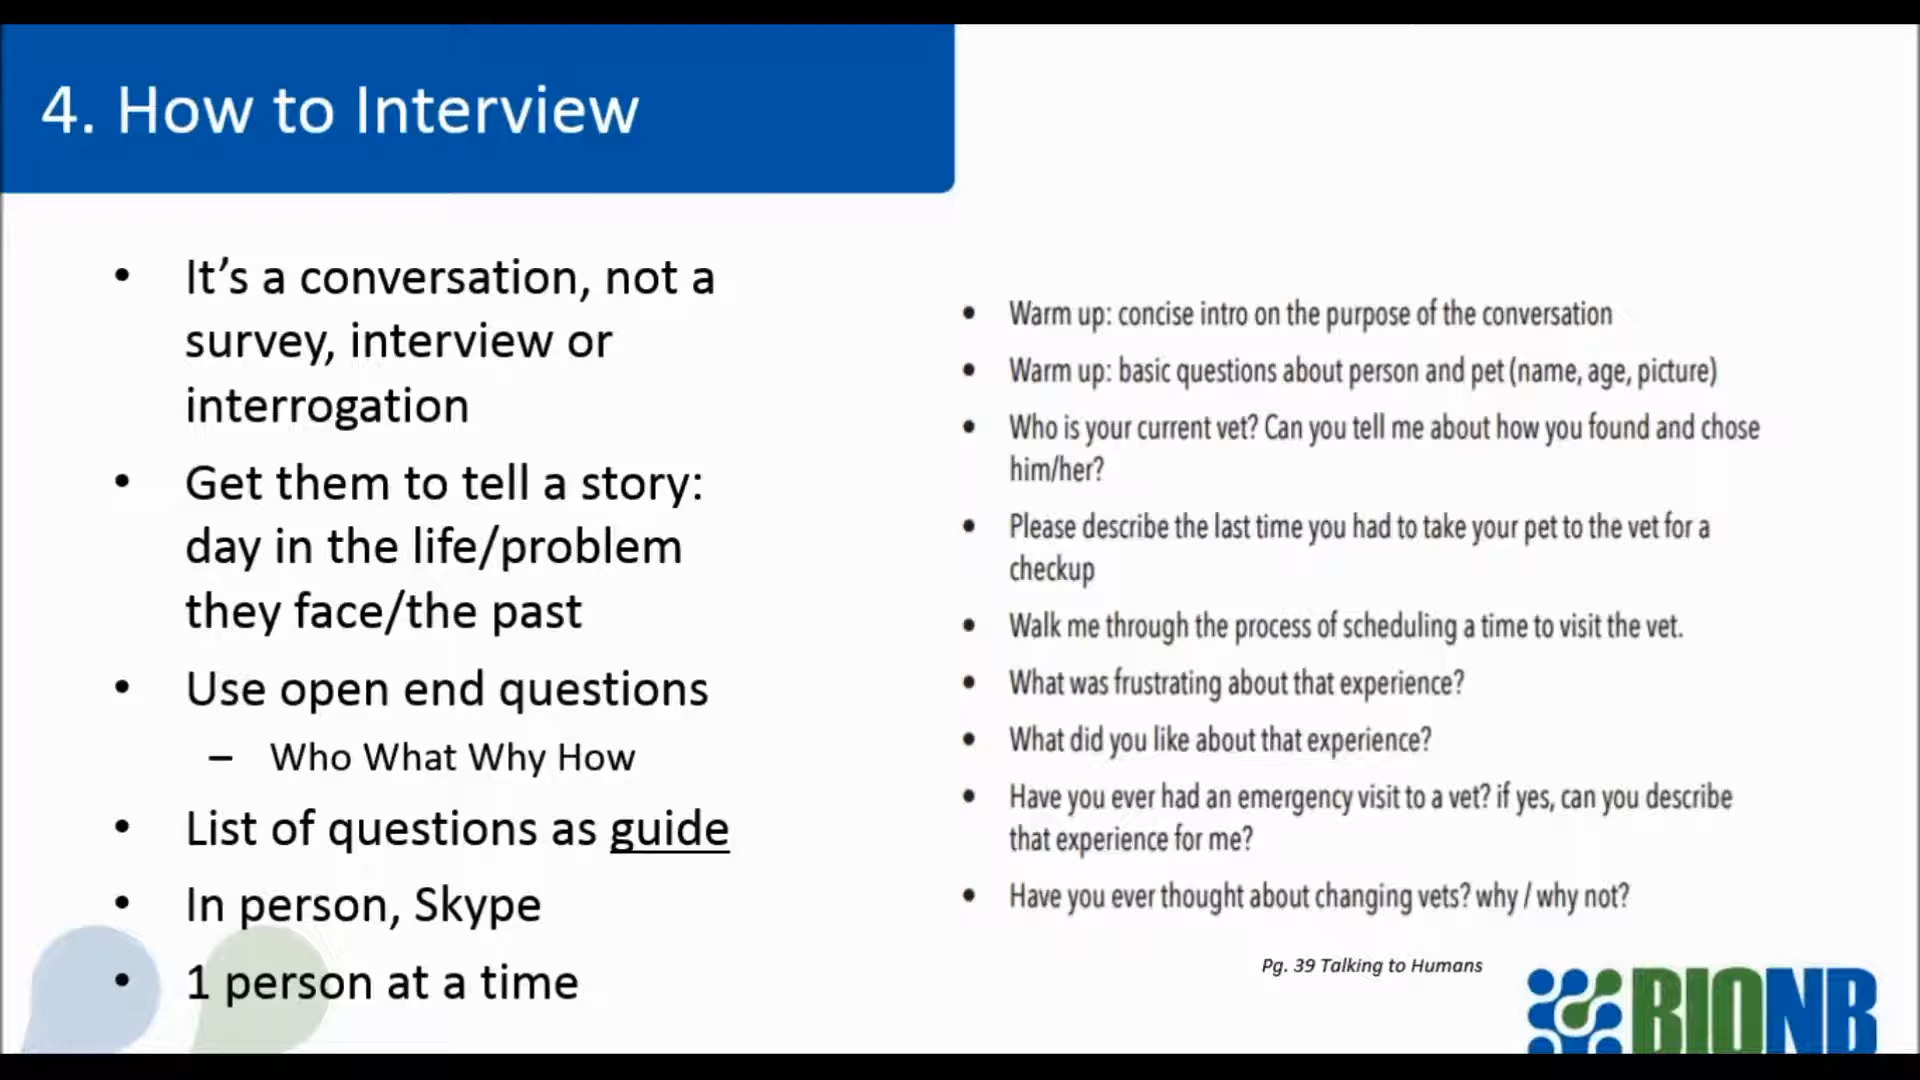 4. How to Interview
• It’s a conversation, not a
survey, interview or
interrogation
• Get them to tell a story:
day in the life/problem
they face/the past
• Use open end questions
– Who What Why How
• List of questions as guide
• In person, Skype
• 1 person at a time
• Warm up: concise intro on the purpose of the conversation
• Warm up: basic questions about person and pet (name, age, picture)
• Who is your current vet? Can you tell me about how you found and chose
him/her?
• Please describe the last time you had to take your pet to the vet for a
checkup
• Walk me through the process of scheduling a time to visit the vet.
• What was frustrating about that experience?
• What did you like about that experience?
• Have you ever had an emergency visit to a vet? if yes, can you describe
that experience for me?
• Have you ever thought about changing vets? why / why not?
Pg. 39 Talking to Humans
BIONB